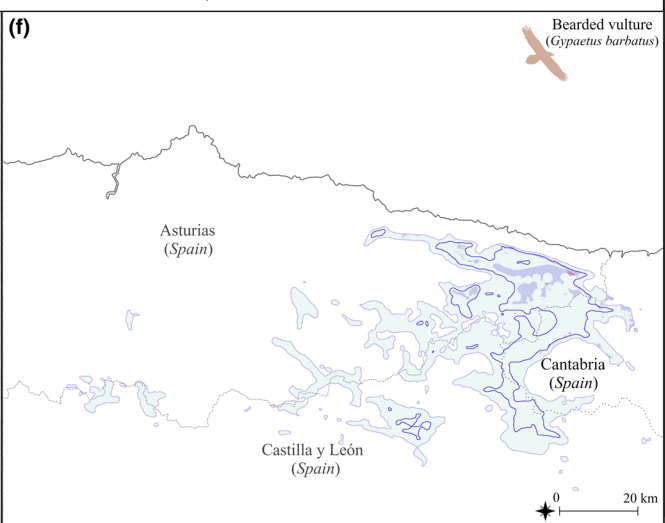 (f)
Bearded vulture
(Gypaetus barbatus)
Asturias
(Spain)
Cantabria
(Spain)
Castilla y León
(Spain)
0 20 km